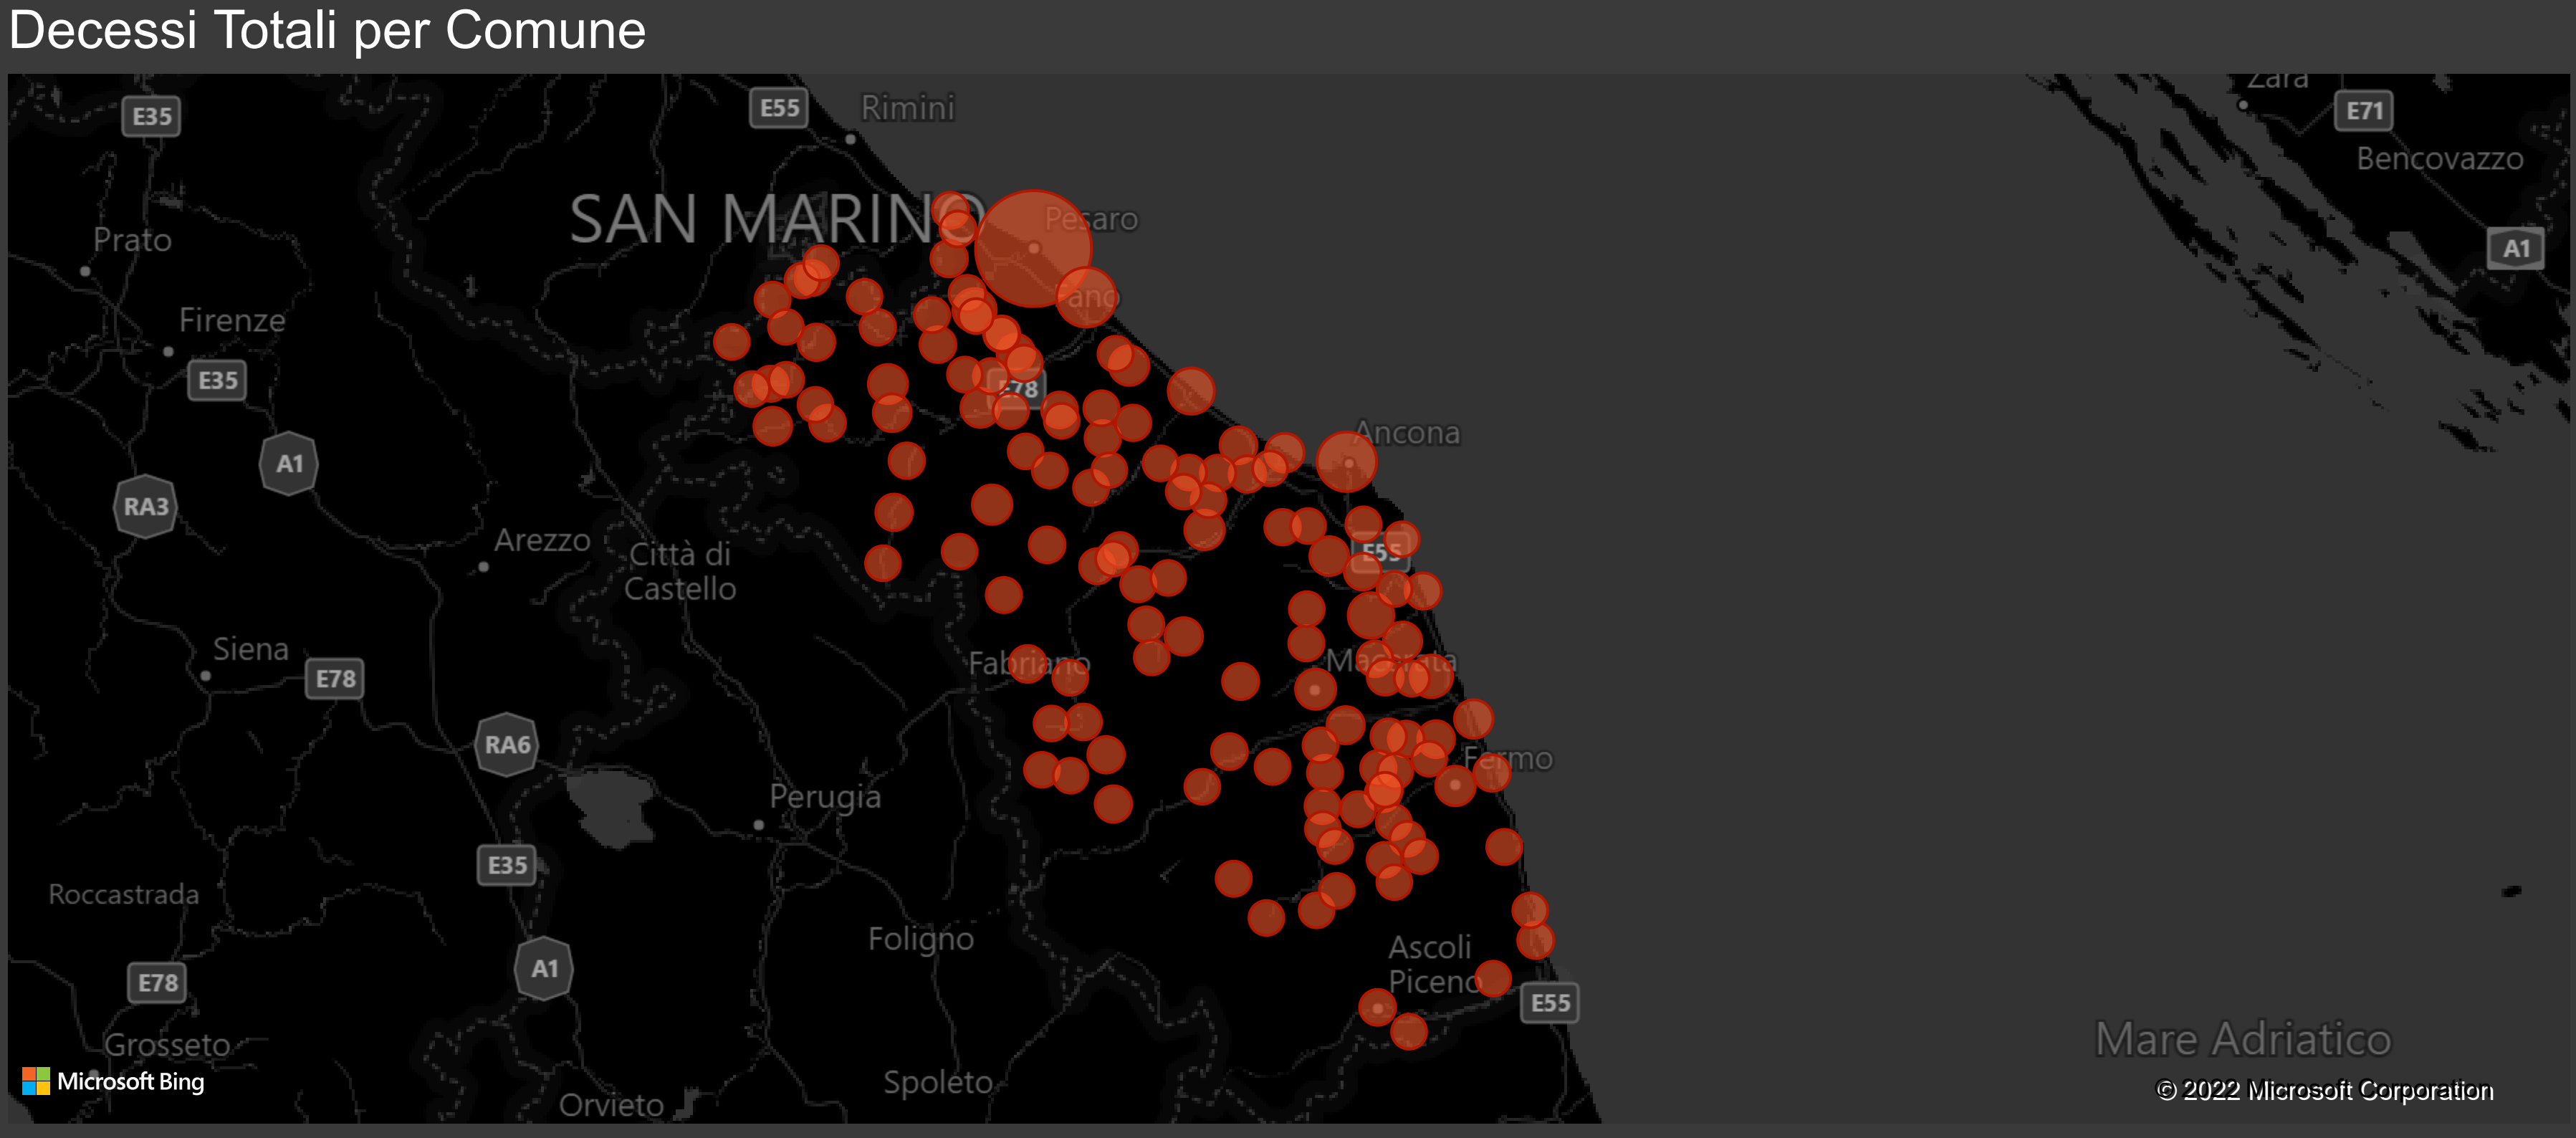 Decessi Totali per Comune
Zara
E35
E55
Rimini
E71
Bencovazzo
SAN MARINO
Pesaro
Prato
A1
Fano
Firenze
E35
E78
Ancona
A1
RA3
Arezzo
Città di
Castello
E55
Siena
E78
Fabriano
Macerata
RA6
Fermo
Perugia
E35
Roccastrada
Foligno
Ascoli
Piceno
A1
E78
E55
Grosseto
Mare Adriatico
Microsoft Bing
Spoleto
© 2022 Microsoft Corporation
Orvieto